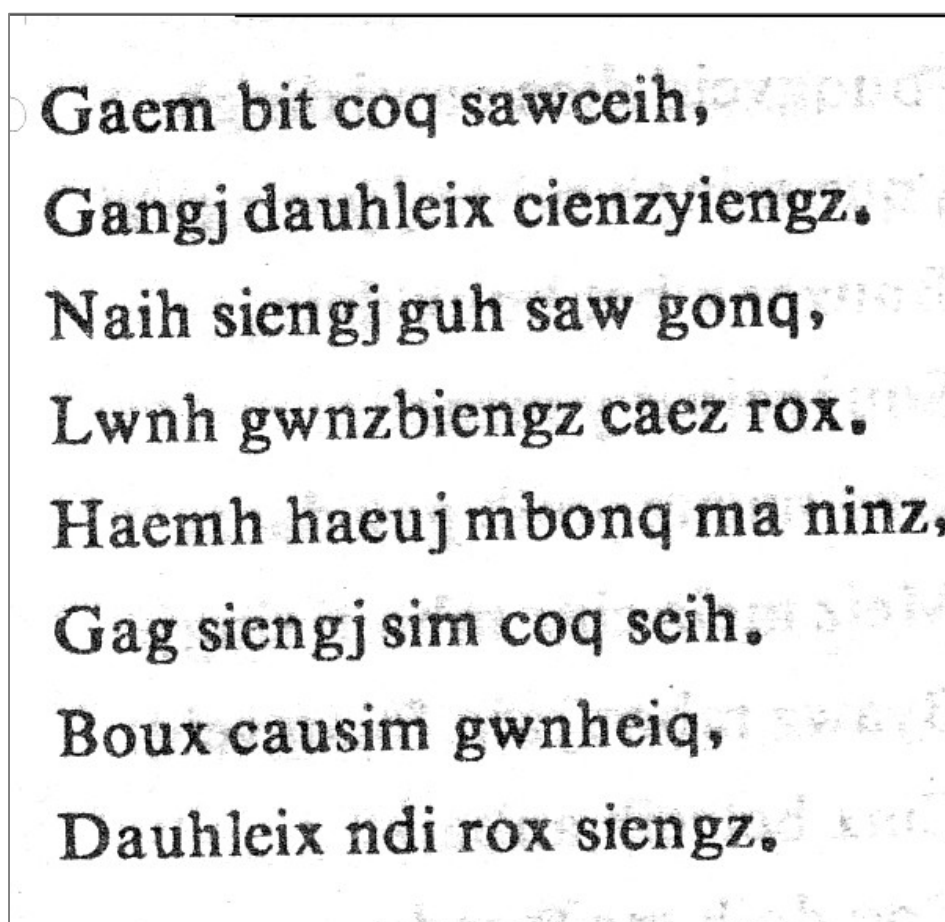 Gaem bit coq sawceih,
Gangj dauhleix cienzyiengz.
Naih siengj guh saw gonq,
Lwnh gwnzbiengz caez rox.
Haemh haeuj mbonq ma ninz,
Gag siengj sim coq seih.
Boux causim gwnheiq,
Dauhleix ndi rox siengz.